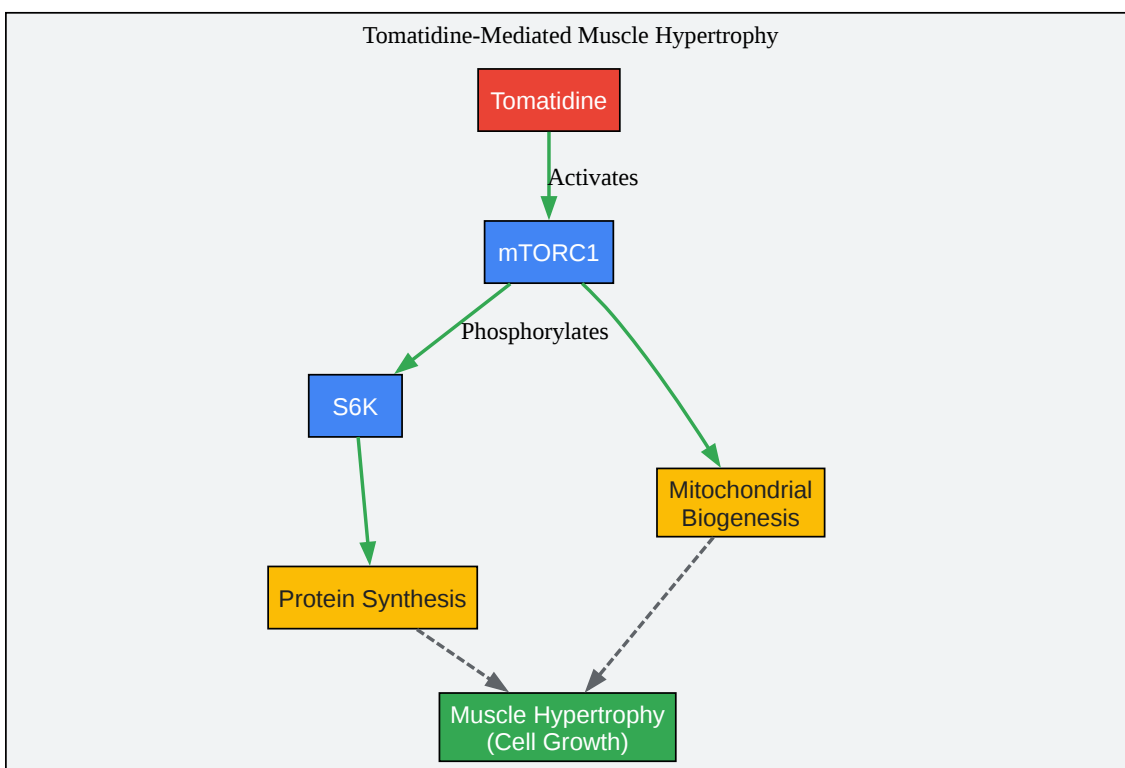 Tomatidine-Mediated Muscle Hypertrophy
Tomatidine
Activates
mTORC1
Phosphorylates
S6K
Mitochondrial
Biogenesis
Protein Synthesis
Muscle Hypertrophy
(Cell Growth)